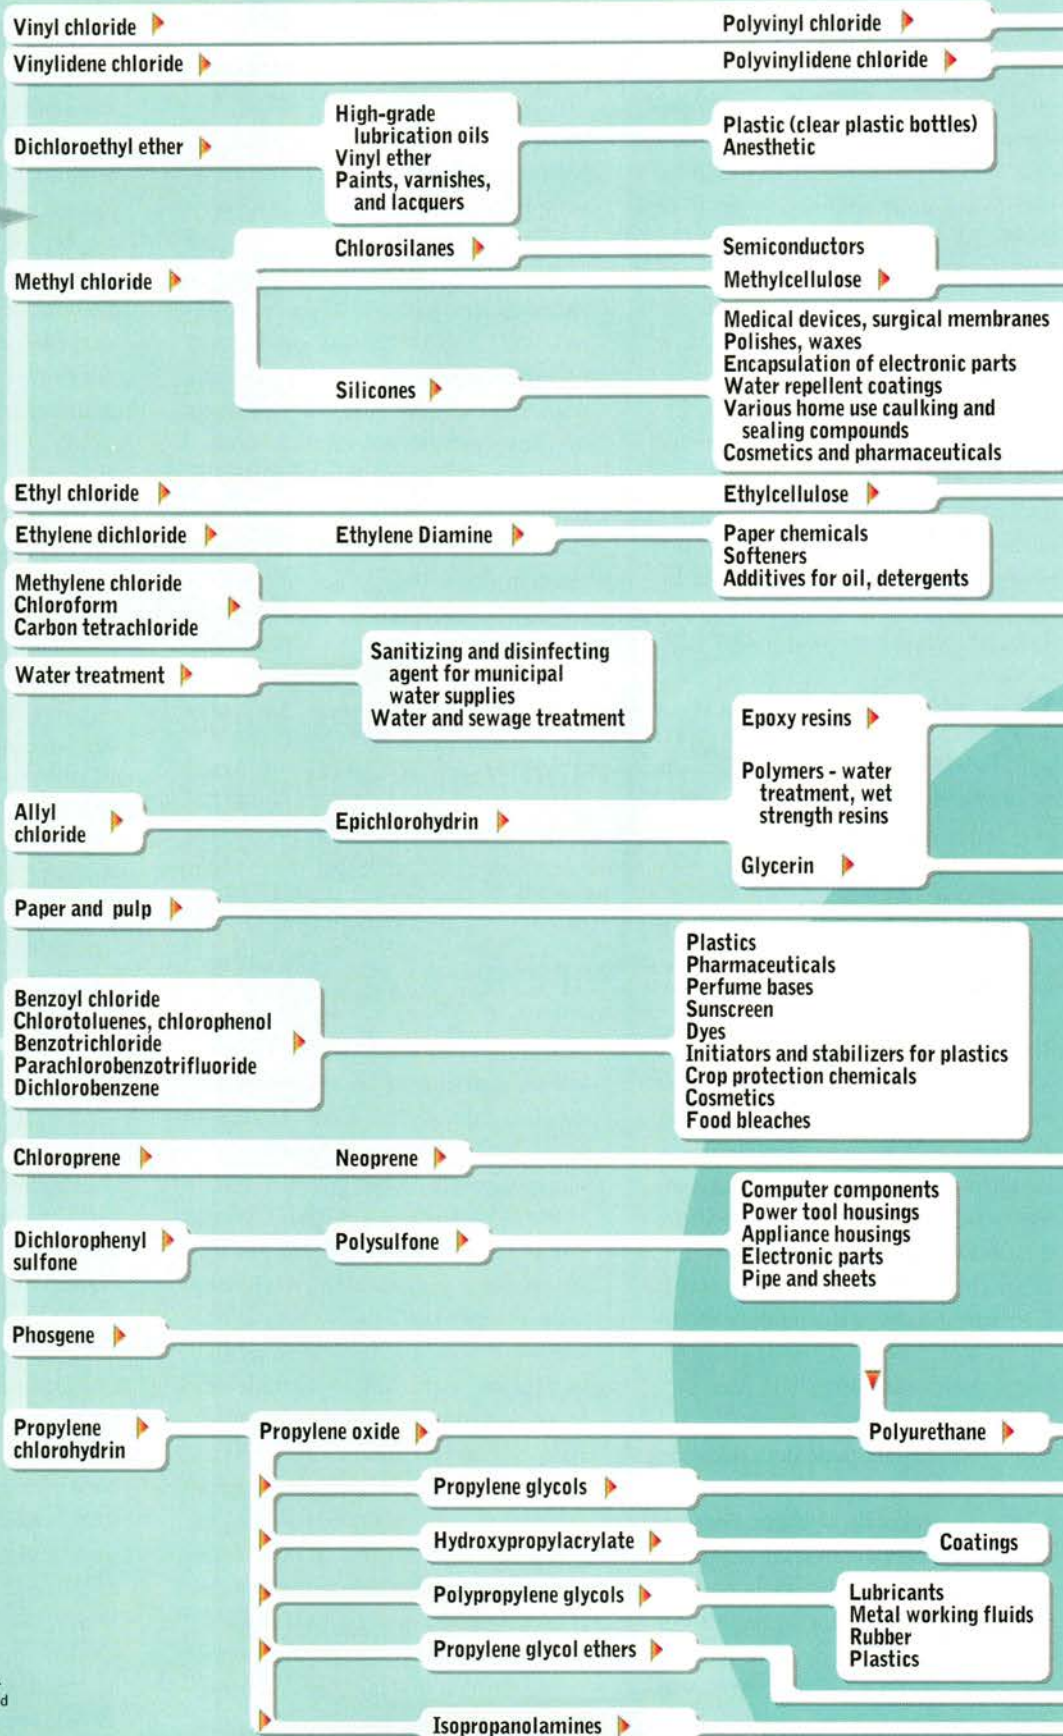 Vinyl chloride
Polyvinyl chloride
Vinylidene chloride
Polyvinylidene chloride
Dichloroethyl ether
High-grade
lubrication oils
Vinyl ether
Paints, varnishes,
and lacquers
Plastic (clear plastic bottles)
Anesthetic
Methyl chloride
Chlorosilanes
Semiconductors
Methylcellulose
Silicones
Medical devices, surgical membranes
Polishes, waxes
Encapsulation of electronic parts
Water repellent coatings
Various home use caulking and
sealing compounds
Cosmetics and pharmaceuticals
Ethyl chloride
Ethylcellulose
Ethylene dichloride
Ethylene Diamine
Paper chemicals
Softeners
Additives for oil, detergents
Methylene chloride
Chloroform
Carbon tetrachloride
Water treatment
Sanitizing and disinfecting
agent for municipal
water supplies
Water and sewage treatment
Allyl
chloride
Epichlorohydrin
Epoxy resins
Polymers - water
treatment, wet
strength resins
Glycerin
Paper and pulp
Benzoyl chloride
Chlorotoluenes, chlorophenol
Benzotrichloride
Parachlorobenzotrifluoride
Dichlorobenzene
Plastics
Pharmaceuticals
Perfume bases
Sunscreen
Dyes
Initiators and stabilizers for plastics
Crop protection chemicals
Cosmetics
Food bleaches
Chloroprene
Neoprene
Dichlorophenyl
sulfone
Polysulfone
Computer components
Power tool housings
Appliance housings
Electronic parts
Pipe and sheets
Phosgene
Propylene
chlorohydrin
Propylene oxide
Polyurethane
Propylene glycols
Hydroxypropylacrylate
Coatings
Polypropylene glycols
Lubricants
Metal working fluids
Rubber
Plastics
Propylene glycol ethers
Isopropanolamines